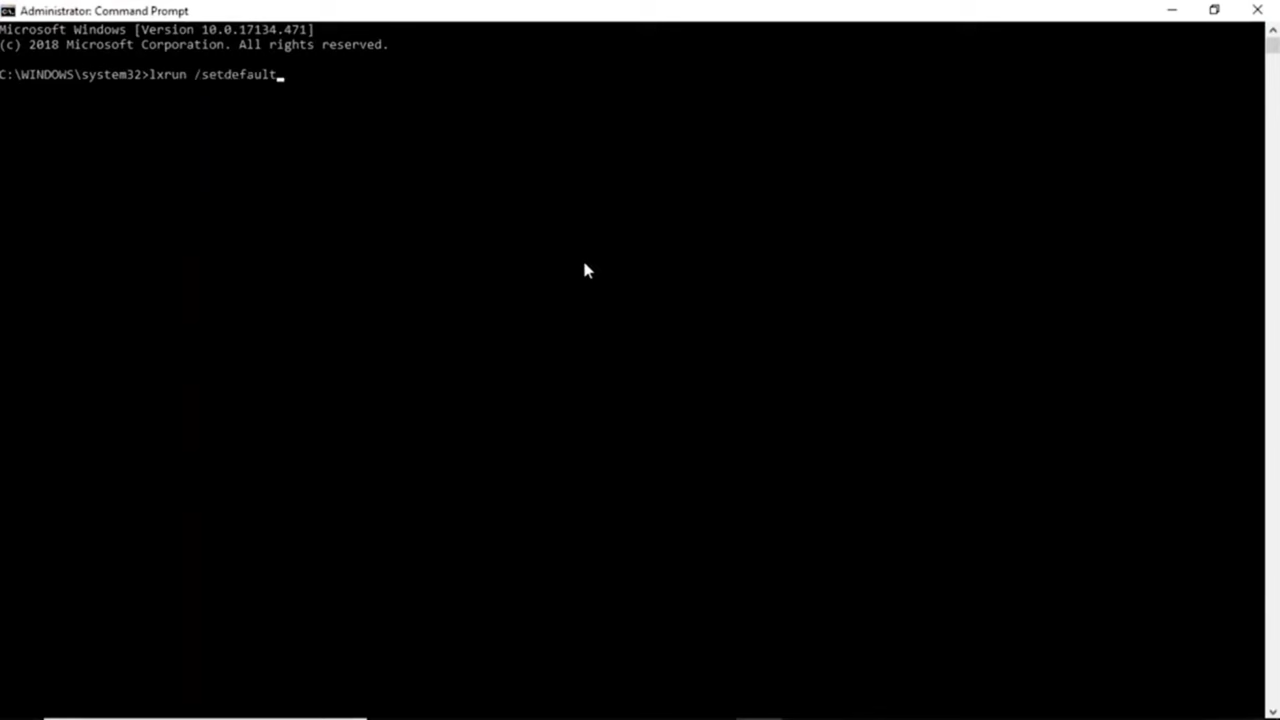 Administrator: Command Prompt
Microsoft Windows [Version 10.0.17134.471]
(c) 2018 Microsoft Corporation. All rights reserved.
C:\WINDOWS\system32>lxrun /setdefault